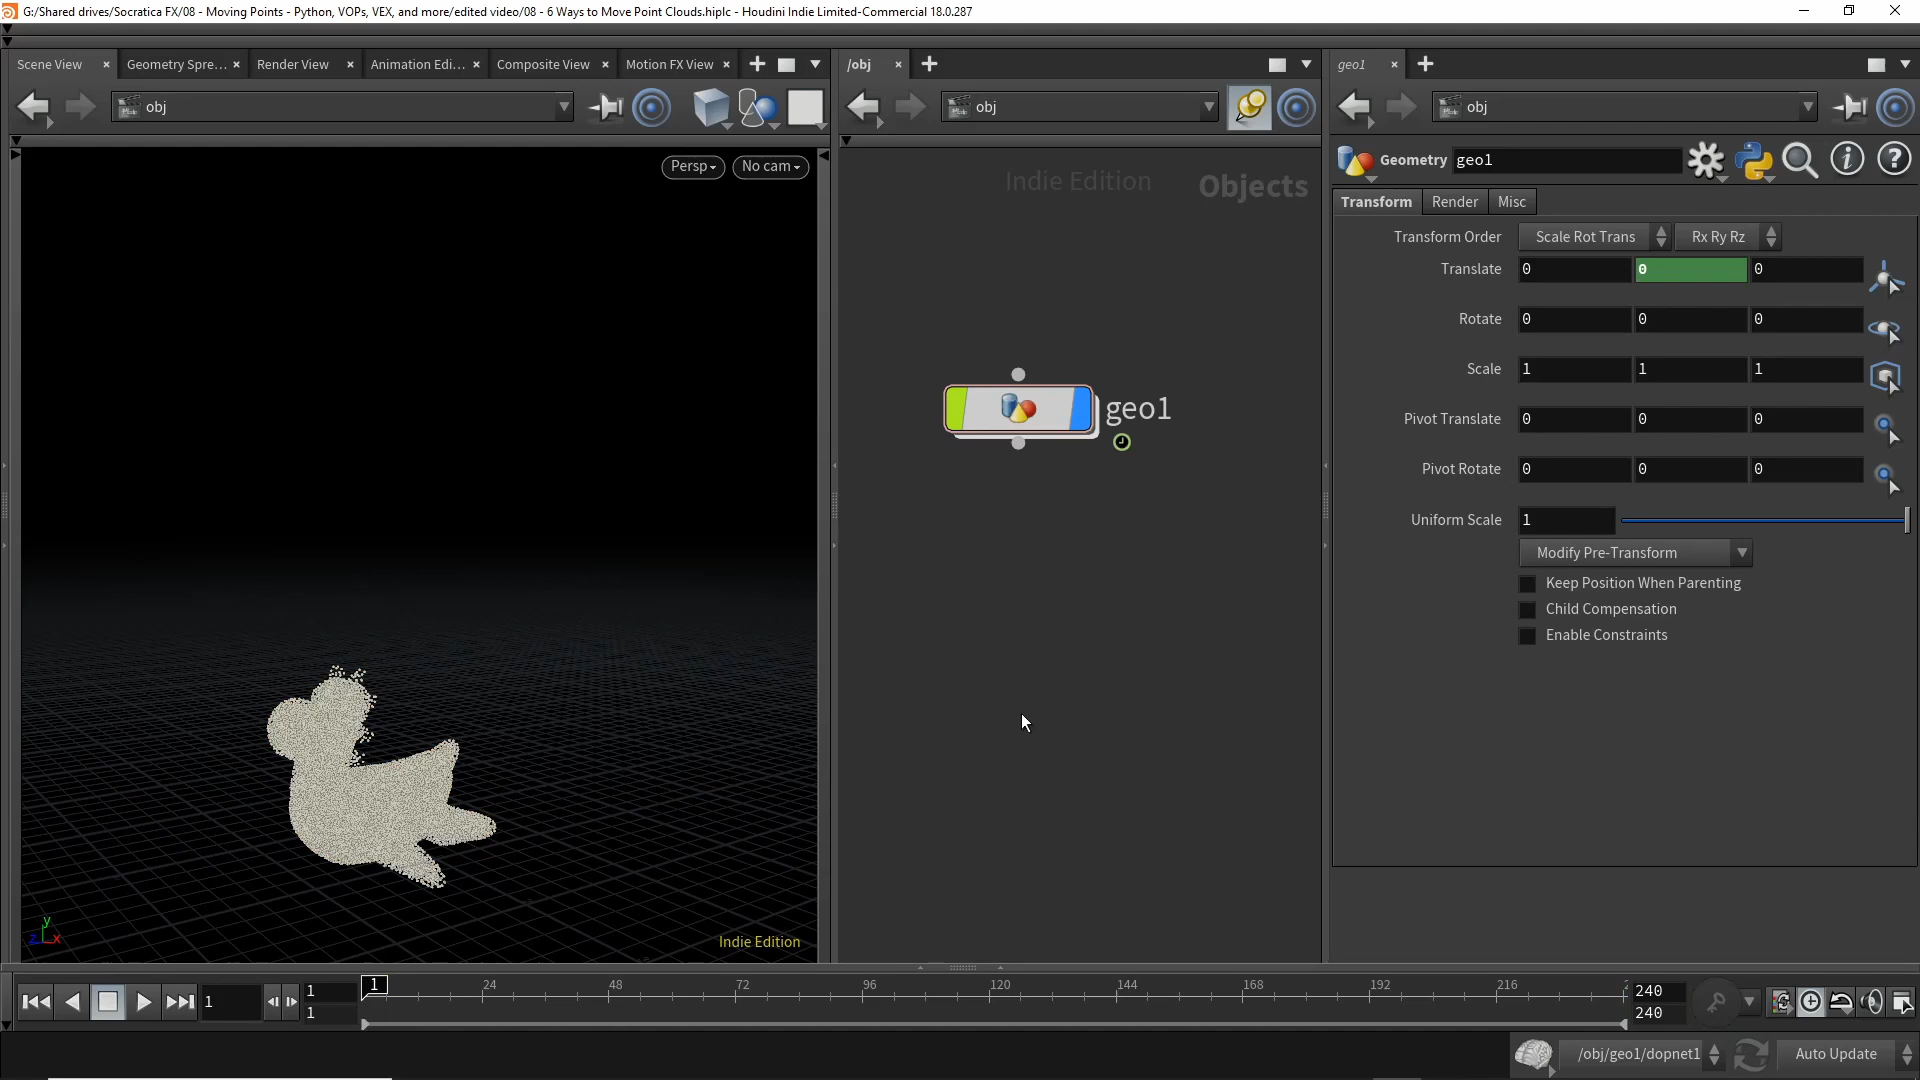 G:/Shared drives/Socratica FX/08 - Moving Points - Python, VOPs, VEX, and more/edited video/08 - 6 Ways to Move Point Clouds.hiplc - Houdini Indie Limited-Commercial 18.0.287
Scene View × Geometry Spre... × Render View × Animation Edi... × Composite View × Motion FX View ×
/obj ×
geo1 ×
obj
obj
obj
Persp
No cam
Indie Edition
Objects
Geometry geo1
Transform Render Misc
Transform Order Scale Rot Trans Rx Ry Rz
Translate 0 0 0
Rotate 0 0 0
Scale 1 1 1
geo1
Pivot Translate 0 0 0
Pivot Rotate 0 0 0
Uniform Scale 1
Modify Pre-Transform
Keep Position When Parenting
Child Compensation
Enable Constraints
y
z x
Indie Edition
1 1 1 24 48 72 96 120 144 168 192 216 2 240
1 240
/obj/geo1/dopnet1 Auto Update